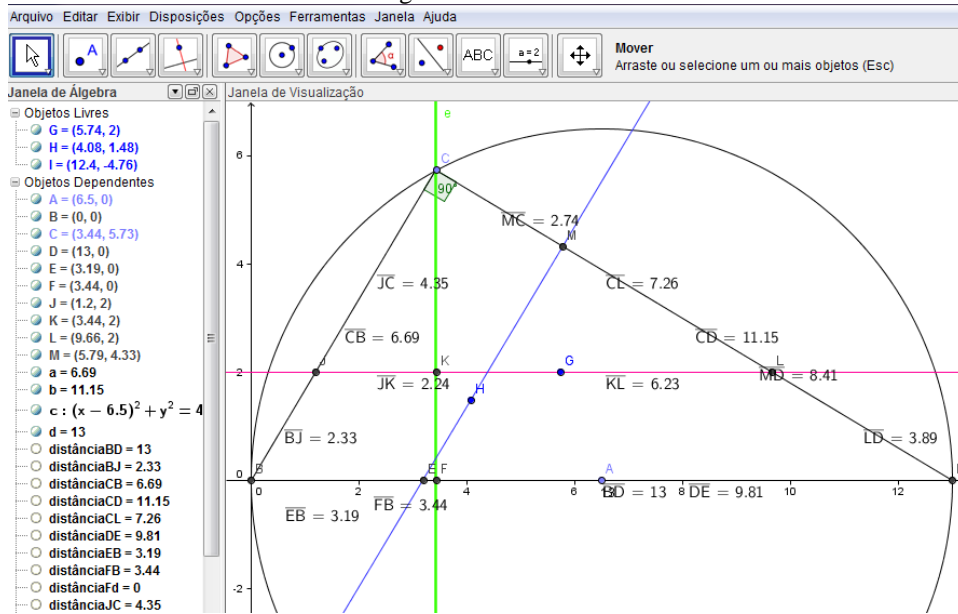 Arquivo Editar Exibir Disposições Opções Ferramentas Janela Ajuda
A
α
ABC
a = 2
Mover
Arraste ou selecione um ou mais objetos (Esc)
Janela de Álgebra
Janela de Visualização
Objetos Livres
G = (5.74, 2)
H = (4.08, 1.48)
I = (12.4, -4.76)
Objetos Dependentes
A = (6.5, 0)
B = (0, 0)
C = (3.44, 5.73)
D = (13, 0)
E = (3.19, 0)
F = (3.44, 0)
J = (1.2, 2)
K = (3.44, 2)
L = (9.66, 2)
M = (5.79, 4.33)
a = 6.69
b = 11.15
c : (x − 6.5)² + y² = 4
d = 13
distânciaBD = 13
distânciaBJ = 2.33
distânciaCB = 6.69
distânciaCD = 11.15
distânciaCL = 7.26
distânciaDE = 9.81
distânciaEB = 3.19
distânciaFB = 3.44
distânciaFd = 0
distânciaJC = 4.35
e
6
C
90°
MC = 2.74
M
4
JC = 4.35
CL = 7.26
CB = 6.69
CD = 11.15
J
K
G
L
2
JK = 2.24
H
KL = 6.23
MD = 8.41
BJ = 2.33
LD = 3.89
0
B
E
F
A
0
2
4
6
8
10
12
EB = 3.19
FB = 3.44
BD = 13
DE = 9.81
-2